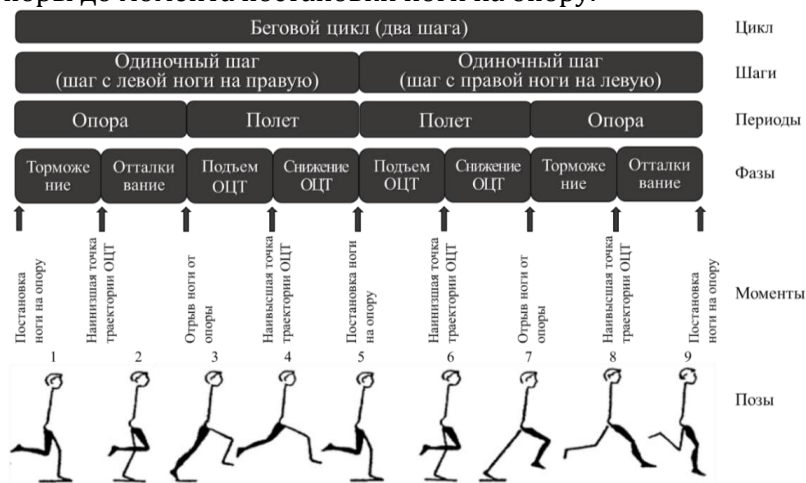 поры до момента постановки ноги на опору.
Беговой цикл (два шага)
Цикл
Одиночный шаг
(шаг с левой ноги на правую)
Одиночный шаг
(шаг с правой ноги на левую)
Шаги
Опора
Полет
Полет
Опора
Периоды
Торможе
ние
Отталки
вание
Подъем
ОЦТ
Снижение
ОЦТ
Подъем
ОЦТ
Снижение
ОЦТ
Торможе
ние
Отталки
вание
Фазы
Постановка
ноги на опору
Наинизшая точка
траектории ОЦТ
Отрыв ноги от
опоры
Наивысшая точка
траектории ОЦТ
Постановка ноги
на опору
Наинизшая точка
траектории ОЦТ
Отрыв ноги от
опоры
Наивысшая точка
траектории ОЦТ
Постановка
ноги на опору
Моменты
1 2 3 4 5 6 7 8 9
Позы